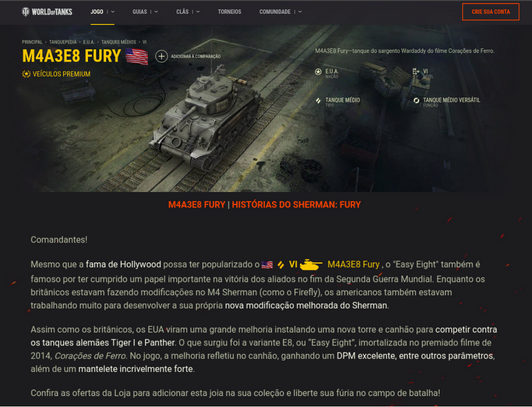 WORLD OF TANKS JOGO GUIAS CLÃS TORNEIOS COMUNIDADE CRIE SUA CONTA
PRINCIPAL TANQUEPEDIA E.U.A. TANQUES MÉDIOS VI
M4A3E8 FURY ADICIONAR À COMPARAÇÃO
VEÍCULOS PREMIUM
M4A3E8 Fury—tanque do sargento Wardaddy do filme Corações de Ferro.
E.U.A. VI
NAÇÃO
TANQUE MÉDIO TANQUE MÉDIO VERSÁTIL
TIPO FUNÇÃO
M4A3E8 FURY | HISTÓRIAS DO SHERMAN: FURY
Comandantes!
Mesmo que a fama de Hollywood possa ter popularizado o VI M4A3E8 Fury , o "Easy Eight" também é
famoso por ter cumprido um papel importante na vitória dos aliados no fim da Segunda Guerra Mundial. Enquanto os
britânicos estavam fazendo modificações no M4 Sherman (como o Firefly), os americanos também estavam
trabalhando muito para desenvolver a sua própria nova modificação melhorada do Sherman.
Assim como os britânicos, os EUA viram uma grande melhoria instalando uma nova torre e canhão para competir contra
os tanques alemães Tiger I e Panther. O que surgiu foi a variante E8, ou "Easy Eight", imortalizada no premiado filme de
2014, Corações de Ferro. No jogo, a melhoria refletiu no canhão, ganhando um DPM excelente, entre outros parâmetros,
além de um mantelete incrivelmente forte.
Confira as ofertas da Loja para adicionar esta joia na sua coleção e liberte sua fúria no campo de batalha!